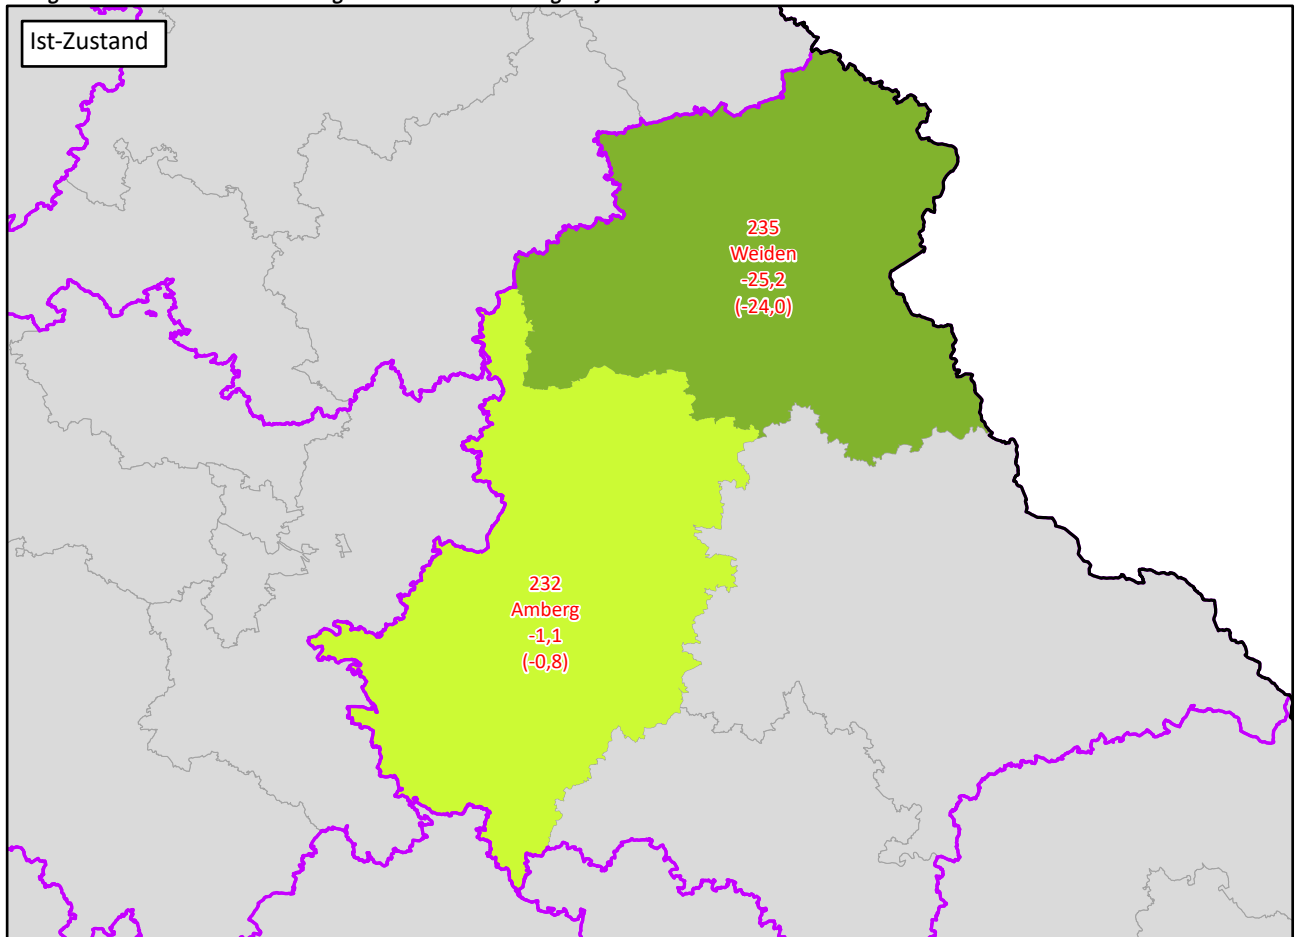 Ist-Zustand
235
Weiden
-25,2
(-24,0)
232
Amberg
-1,1
(-0,8)